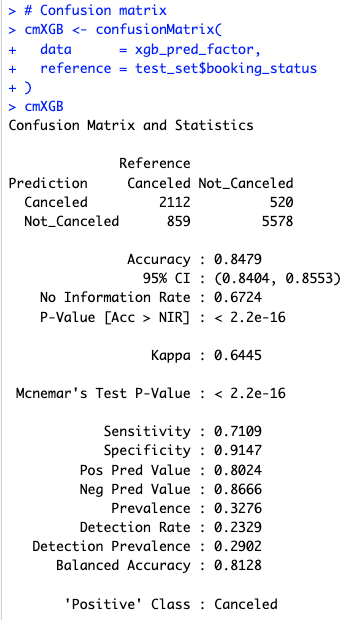 > # Confusion matrix
> cmXGB <- confusionMatrix(
+   data      = xgb_pred_factor,
+   reference = test_set$booking_status
+ )
> cmXGB
Confusion Matrix and Statistics

              Reference
Prediction     Canceled Not_Canceled
  Canceled         2112          520
  Not_Canceled      859         5578

               Accuracy : 0.8479
                 95% CI : (0.8404, 0.8553)
    No Information Rate : 0.6724
    P-Value [Acc > NIR] : < 2.2e-16

                  Kappa : 0.6445

 Mcnemar's Test P-Value : < 2.2e-16

            Sensitivity : 0.7109
            Specificity : 0.9147
         Pos Pred Value : 0.8024
         Neg Pred Value : 0.8666
             Prevalence : 0.3276
         Detection Rate : 0.2329
   Detection Prevalence : 0.2902
      Balanced Accuracy : 0.8128

       'Positive' Class : Canceled